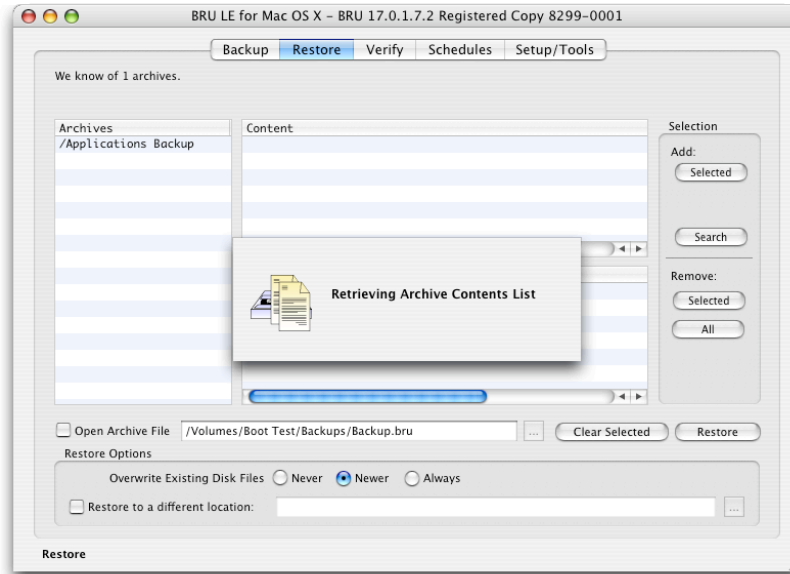 BRU LE for Mac OS X – BRU 17.0.1.7.2 Registered Copy 8299-0001
Backup Restore Verify Schedules Setup/Tools
We know of 1 archives.
Archives
/Applications Backup
Content
Selection
Add:
Selected
Search
Remove:
Selected
All
Retrieving Archive Contents List
Open Archive File /Volumes/Boot Test/Backups/Backup.bru ... Clear Selected Restore
Restore Options
Overwrite Existing Disk Files Never Newer Always
Restore to a different location: ...
Restore